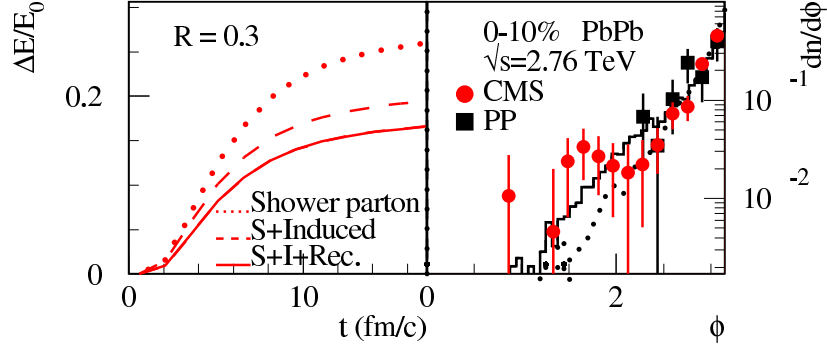 ΔE/E₀
R = 0.3
0.2
0
Shower parton
S+Induced
S+I+Rec.
0
10
t (fm/c)
0-10% PbPb
√s=2.76 TeV
CMS
PP
0
2
ϕ
10⁻¹
10⁻²
dn/dϕ